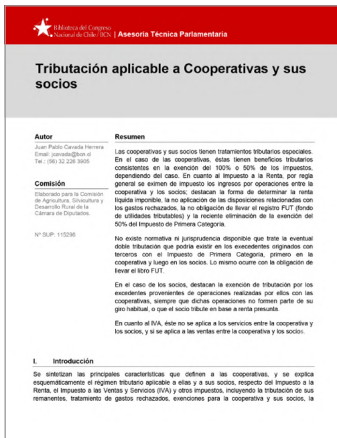 Biblioteca del Congreso
Nacional de Chile / BCN | Asesoría Técnica Parlamentaria
Tributación aplicable a Cooperativas y sus
socios
Autor
Juan Pablo Cavada Herrera
Email: jcavada@bcn.cl
Tel.: (56) 32 226 3905
Comisión
Elaborado para la Comisión
de Agricultura, Silvicultura y
Desarrollo Rural de la
Cámara de Diputados.
Nº SUP: 115298
Resumen
Las cooperativas y sus socios tienen tratamientos tributarios especiales.
En el caso de las cooperativas, éstas tienen beneficios tributarios
consistentes en la exención del 100% o 50% de los impuestos,
dependiendo del caso. En cuanto al Impuesto a la Renta, por regla
general se eximen de impuesto los ingresos por operaciones entre la
cooperativa y los socios; destacan la forma de determinar la renta
líquida imponible, la no aplicación de las disposiciones relacionadas con
los gastos rechazados, la no obligación de llevar el registro FUT (fondo
de utilidades tributables) y la reciente eliminación de la exención del
50% del Impuesto de Primera Categoría.
No existe normativa ni jurisprudencia disponible que trate la eventual
doble tributación que podría existir en los excedentes originados con
terceros con el Impuesto de Primera Categoría, primero en la
cooperativa y luego en los socios. Lo mismo ocurre con la obligación de
llevar el libro FUT.
En el caso de los socios, destacan la exención de tributación por los
excedentes provenientes de operaciones realizadas por ellos con las
cooperativas, siempre que dichas operaciones no formen parte de su
giro habitual, o que el socio tribute en base a renta presunta.
En cuanto al IVA, éste no se aplica a los servicios entre la cooperativa y
los socios, y si se aplica a las ventas entre la cooperativa y los socios.
I. Introducción
Se sintetizan las principales características que definen a las cooperativas, y se explica
esquemáticamente el régimen tributario aplicable a ellas y a sus socios, respecto del Impuesto a la
Renta, el Impuesto a las Ventas y Servicios (IVA) y otros impuestos, incluyendo la tributación de sus
remanentes, tratamiento de gastos rechazados, exenciones para la cooperativa y sus socios, la